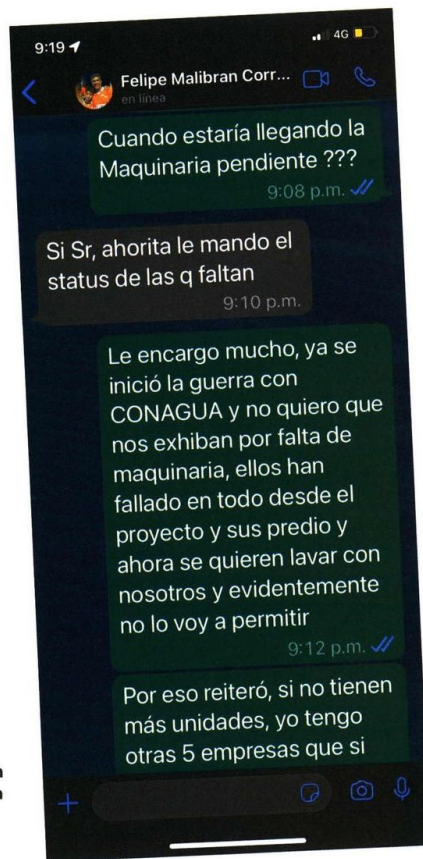 9:19
4G
Felipe Malibran Corr...
en línea
Cuando estaría llegando la
Maquinaria pendiente ???
9:08 p.m.
Si Sr, ahorita le mando el
status de las q faltan
9:10 p.m.
Le encargo mucho, ya se
inició la guerra con
CONAGUA y no quiero que
nos exhiban por falta de
maquinaria, ellos han
fallado en todo desde el
proyecto y sus predio y
ahora se quieren lavar con
nosotros y evidentemente
no lo voy a permitir
9:12 p.m.
Por eso reiteró, si no tienen
más unidades, yo tengo
otras 5 empresas que si